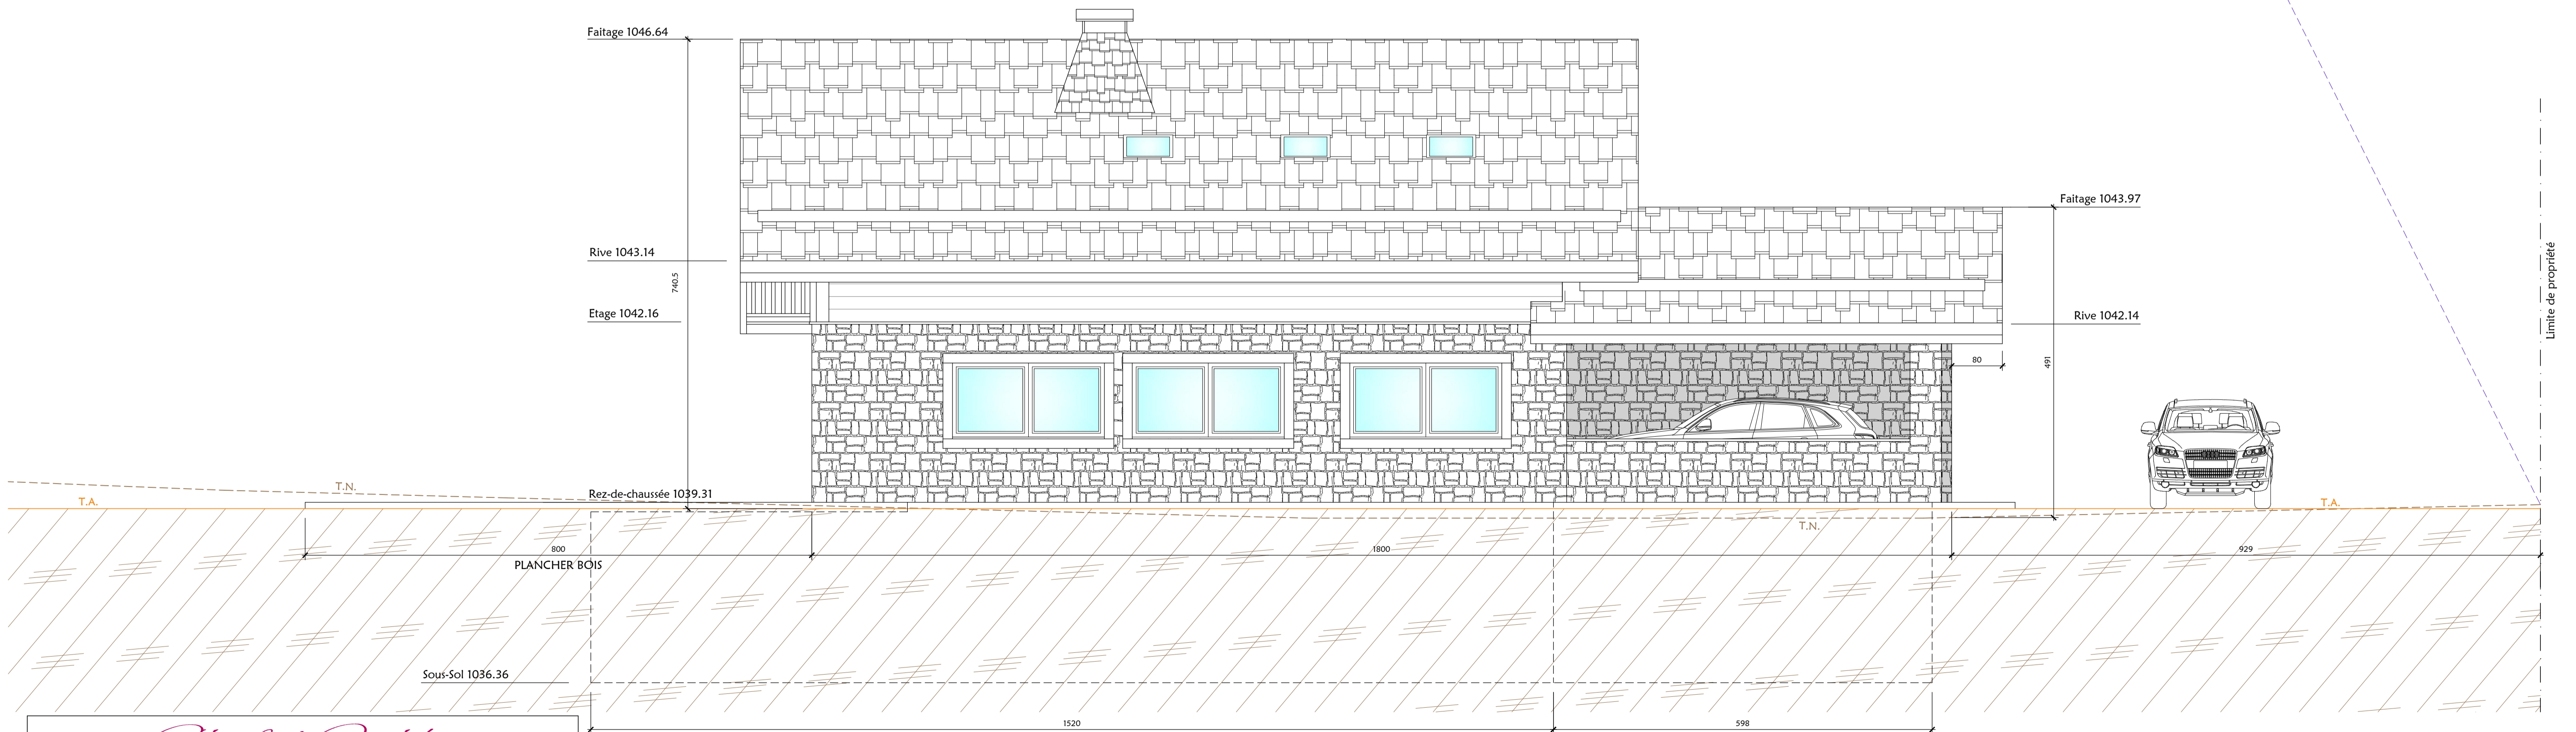 Faitage 1046.64
Faitage 1043.97
Limite de propriété
Rive 1043.14
740.5
Etage 1042.16
Rive 1042.14
80
491
Rez-de-chaussée 1039.31
T.N.
T.A.
T.A.
T.N.
800
1800
929
PLANCHER BOIS
Sous-Sol 1036.36
1520
598